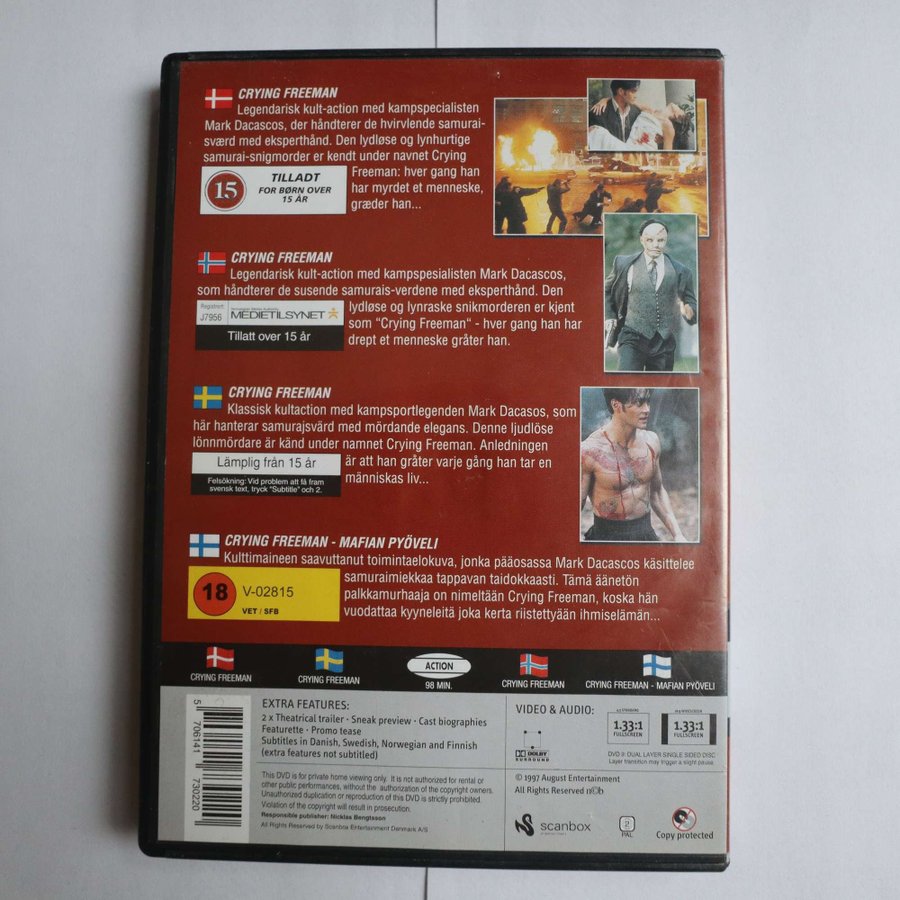 CRYING FREEMAN
Legendarisk kult-action med kampspecialisten
Mark Dacascos, der håndterer de hvirvlende samurai-
sværd med eksperthånd. Den lydløse og lynhurtige
samurai-snigmorder er kendt under navnet Crying
Freeman: hver gang han
har myrdet et menneske,
græder han...
15
TILLADT
FOR BØRN OVER
15 ÅR
CRYING FREEMAN
Legendarisk kult-action med kampspesialisten Mark Dacascos,
som håndterer de susende samurais-verdene med eksperthånd. Den
lydløse og lynraske snikmorderen er kjent
som "Crying Freeman" - hver gang han har
drept et menneske gråter han.
Registrert
J7956
MEDIETILSYNET
Tillatt over 15 år
CRYING FREEMAN
Klassisk kultaction med kampsportlegenden Mark Dacasos, som
här hanterar samurajsvärd med mördande elegans. Denne ljudlöse
lönnmördare är känd under namnet Crying Freeman. Anledningen
är att han gråter varje gång han tar en
människas liv...
Lämplig från 15 år
Felsökning: Vid problem att få fram
svensk text, tryck "Subtitle" och 2.
CRYING FREEMAN - MAFIAN PYÖVELI
Kulttimaineen saavuttanut toimintaelokuva, jonka pääosassa Mark Dacascos käsittelee
samuraimiekkaa tappavan taidokkaasti. Tämä äänetön
palkkamurhaaja on nimeltään Crying Freeman, koska hän
vuodattaa kyyneleitä joka kerta riistettyään ihmiselämän...
18
V-02815
VET / SFB
CRYING FREEMAN
CRYING FREEMAN
ACTION
98 MIN.
CRYING FREEMAN
CRYING FREEMAN - MAFIAN PYÖVELI
5 706141 730220
EXTRA FEATURES:
2 x Theatrical trailer · Sneak preview · Cast biographies
Featurette · Promo tease
Subtitles in Danish, Swedish, Norwegian and Finnish
(extra features not subtitled)
This DVD is for private home viewing only. It is not authorized for rental or
other public performances, without the authorization of the copyright owners.
Unauthorized duplication or reproduction of this DVD is strictly prohibited.
Violation of the copyright will result in prosecution.
Responsible publisher: Nicklas Bengtsson
All Rights Reserved by Scanbox Entertainment Denmark A/S
VIDEO & AUDIO:
1.33:1
FULLSCREEN
1.33:1
FULLSCREEN
DOLBY
SURROUND
DVD 9: DUAL LAYER SINGLE SIDED DISC
Layer transition may trigger a slight pause
© 1997 August Entertainment
All Rights Reserved
scanbox
2
PAL
Copy protected